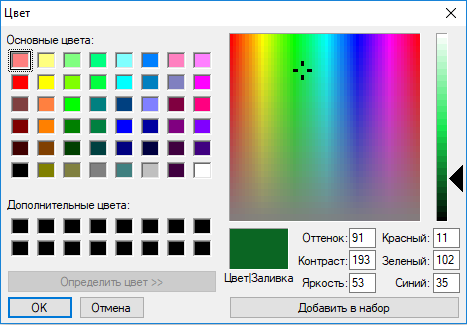 Цвет
Основные цвета:
Дополнительные цвета:
Определить цвет >>
OK Отмена
Цвет|Заливка
Оттенок: 91 Красный: 11
Контраст: 193 Зеленый: 102
Яркость: 53 Синий: 35
Добавить в набор